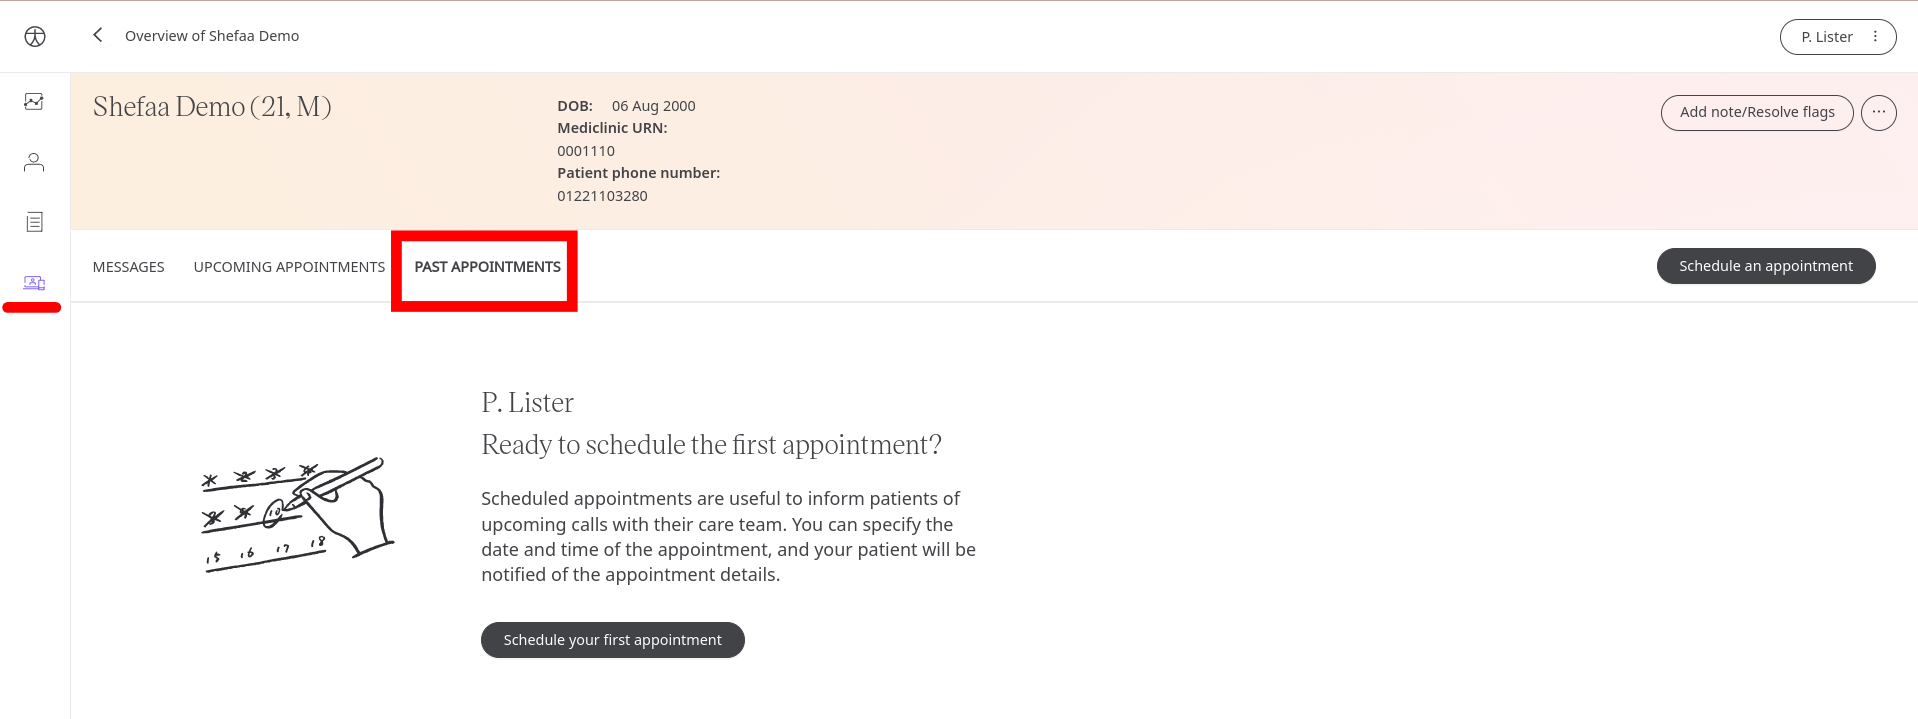 Overview of Shefaa Demo
P. Lister
Shefaa Demo (21, M)
DOB: 06 Aug 2000
Mediclinic URN:
0001110
Patient phone number:
01221103280
Add note/Resolve flags
MESSAGES
UPCOMING APPOINTMENTS
PAST APPOINTMENTS
Schedule an appointment
P. Lister
Ready to schedule the first appointment?
Scheduled appointments are useful to inform patients of
upcoming calls with their care team. You can specify the
date and time of the appointment, and your patient will be
notified of the appointment details.
10
15 16 17 18
Schedule your first appointment